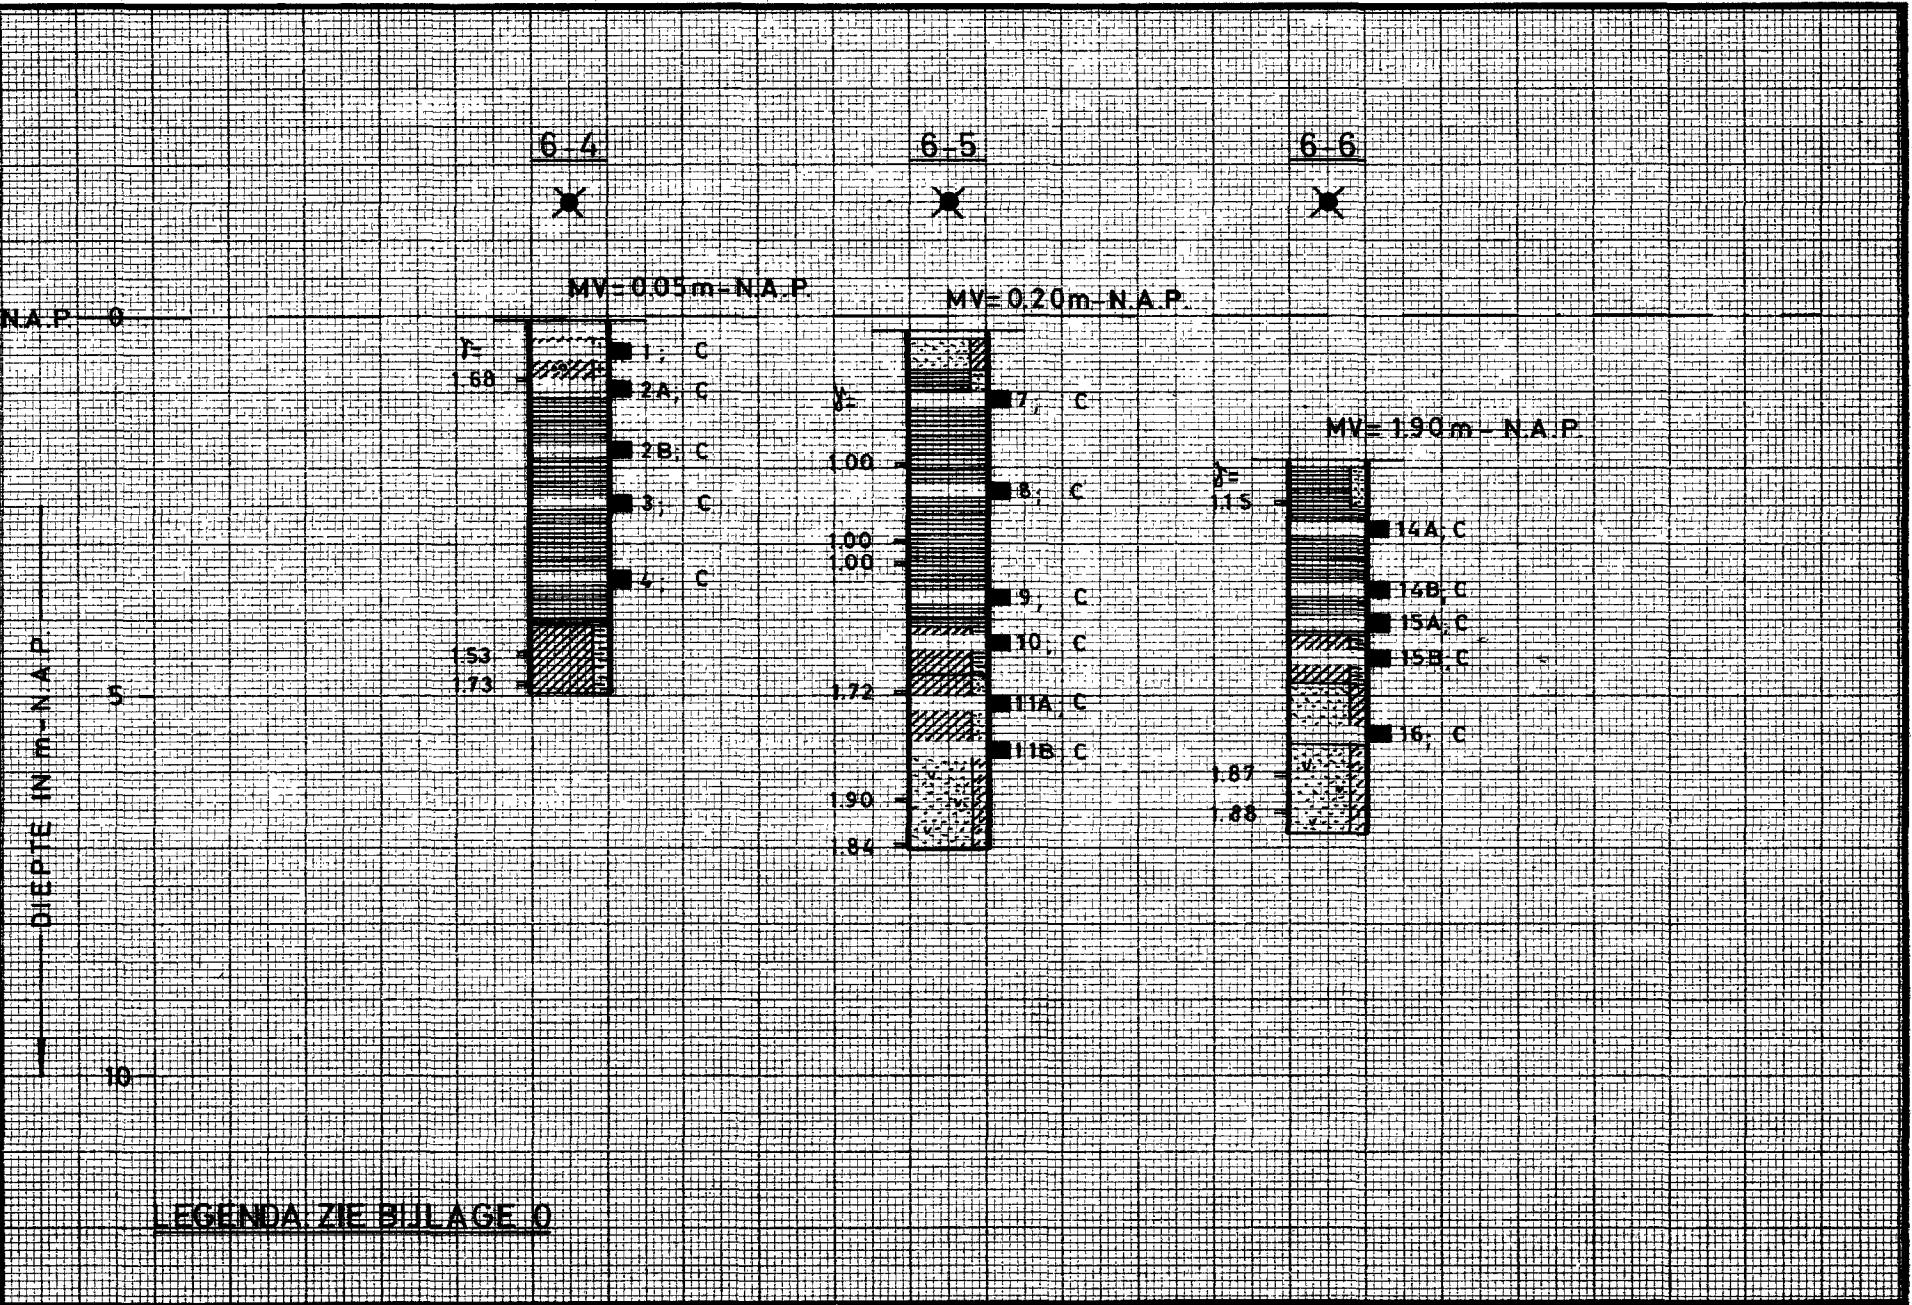 6-4
6-5
6-6
MV= 0.05 m-N.A.P.
MV= 0.20 m-N.A.P.
N.A.P. 0
γ=
1; C
1.68
2A; C
2B; C
3; C
4; C
1.53
1.73
γ=
7; C
1.00
8; C
1.00
1.00
9; C
10; C
1.72
11A; C
11B; C
1.90
1.84
MV= 1.90 m - N.A.P.
γ=
1.15
14A; C
14B; C
15A; C
15B; C
16; C
1.87
1.88
DIEPTE IN m-N.A.P.
5
10
LEGENDA: ZIE BIJLAGE 0